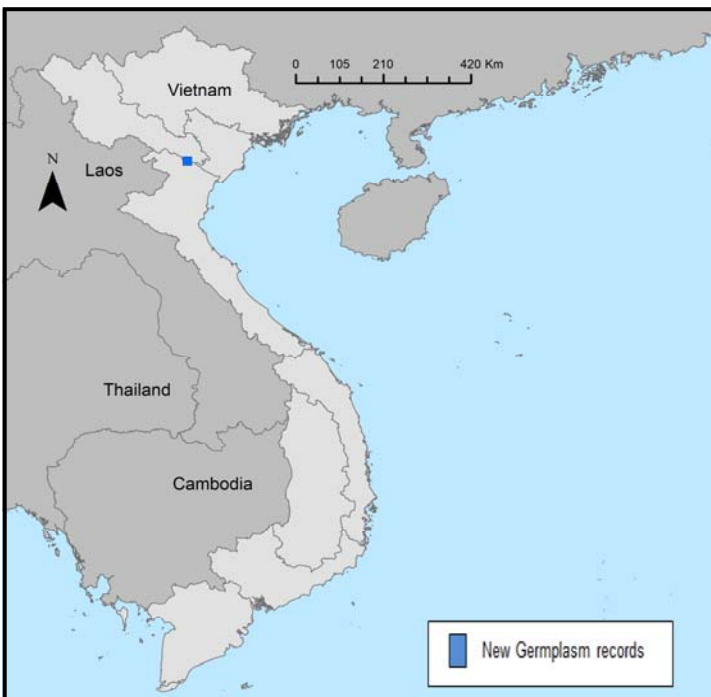 0 105 210 420 Km
Vietnam
N
Laos
Thailand
Cambodia
New Germplasm records